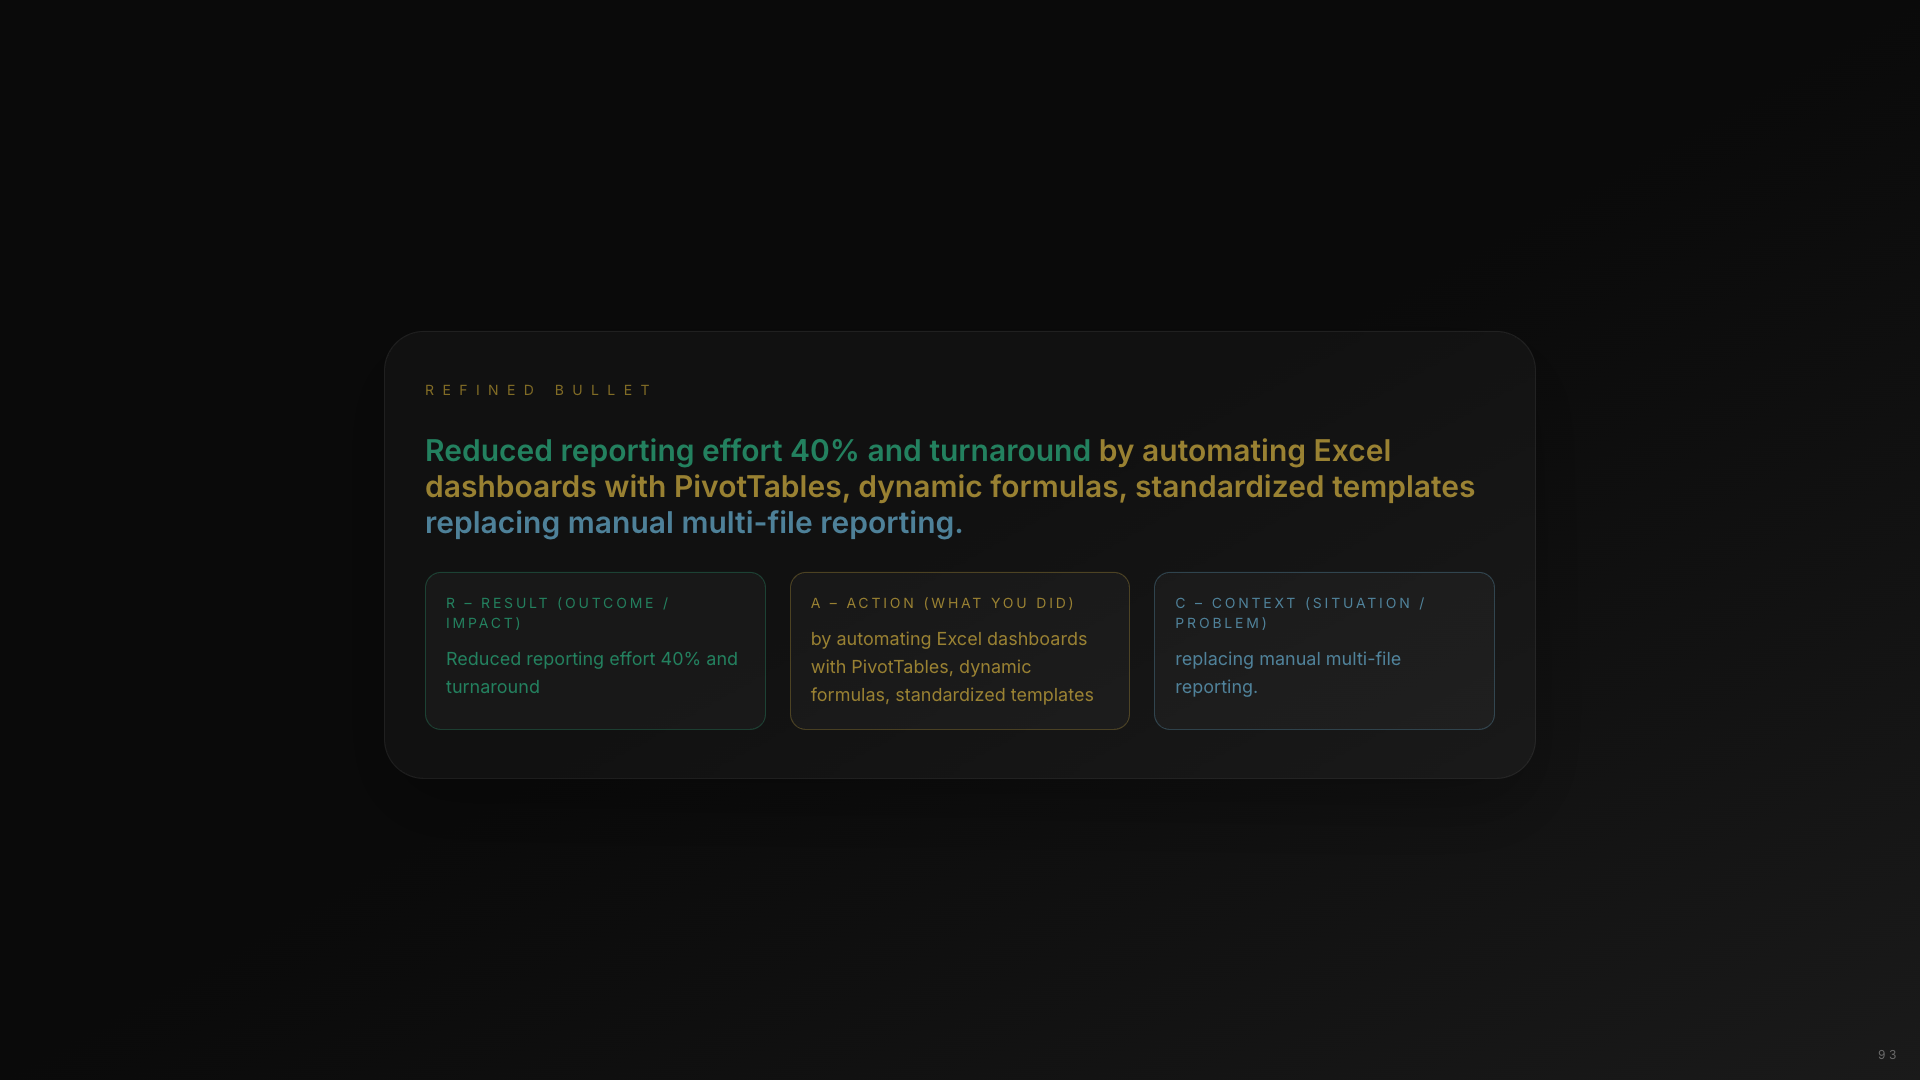 REFINED BULLET
Reduced reporting effort 40% and turnaround by automating Excel
dashboards with PivotTables, dynamic formulas, standardized templates
replacing manual multi-file reporting.
R – RESULT (OUTCOME /
IMPACT)
Reduced reporting effort 40% and
turnaround
A – ACTION (WHAT YOU DID)
by automating Excel dashboards
with PivotTables, dynamic
formulas, standardized templates
C – CONTEXT (SITUATION /
PROBLEM)
replacing manual multi-file
reporting.
93